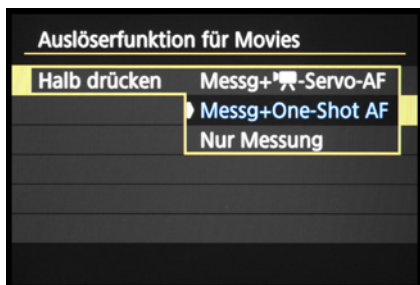 Auslöserfunktion für Movies
Halb drücken Messg+-Servo-AF
Messg+One-Shot AF
Nur Messung